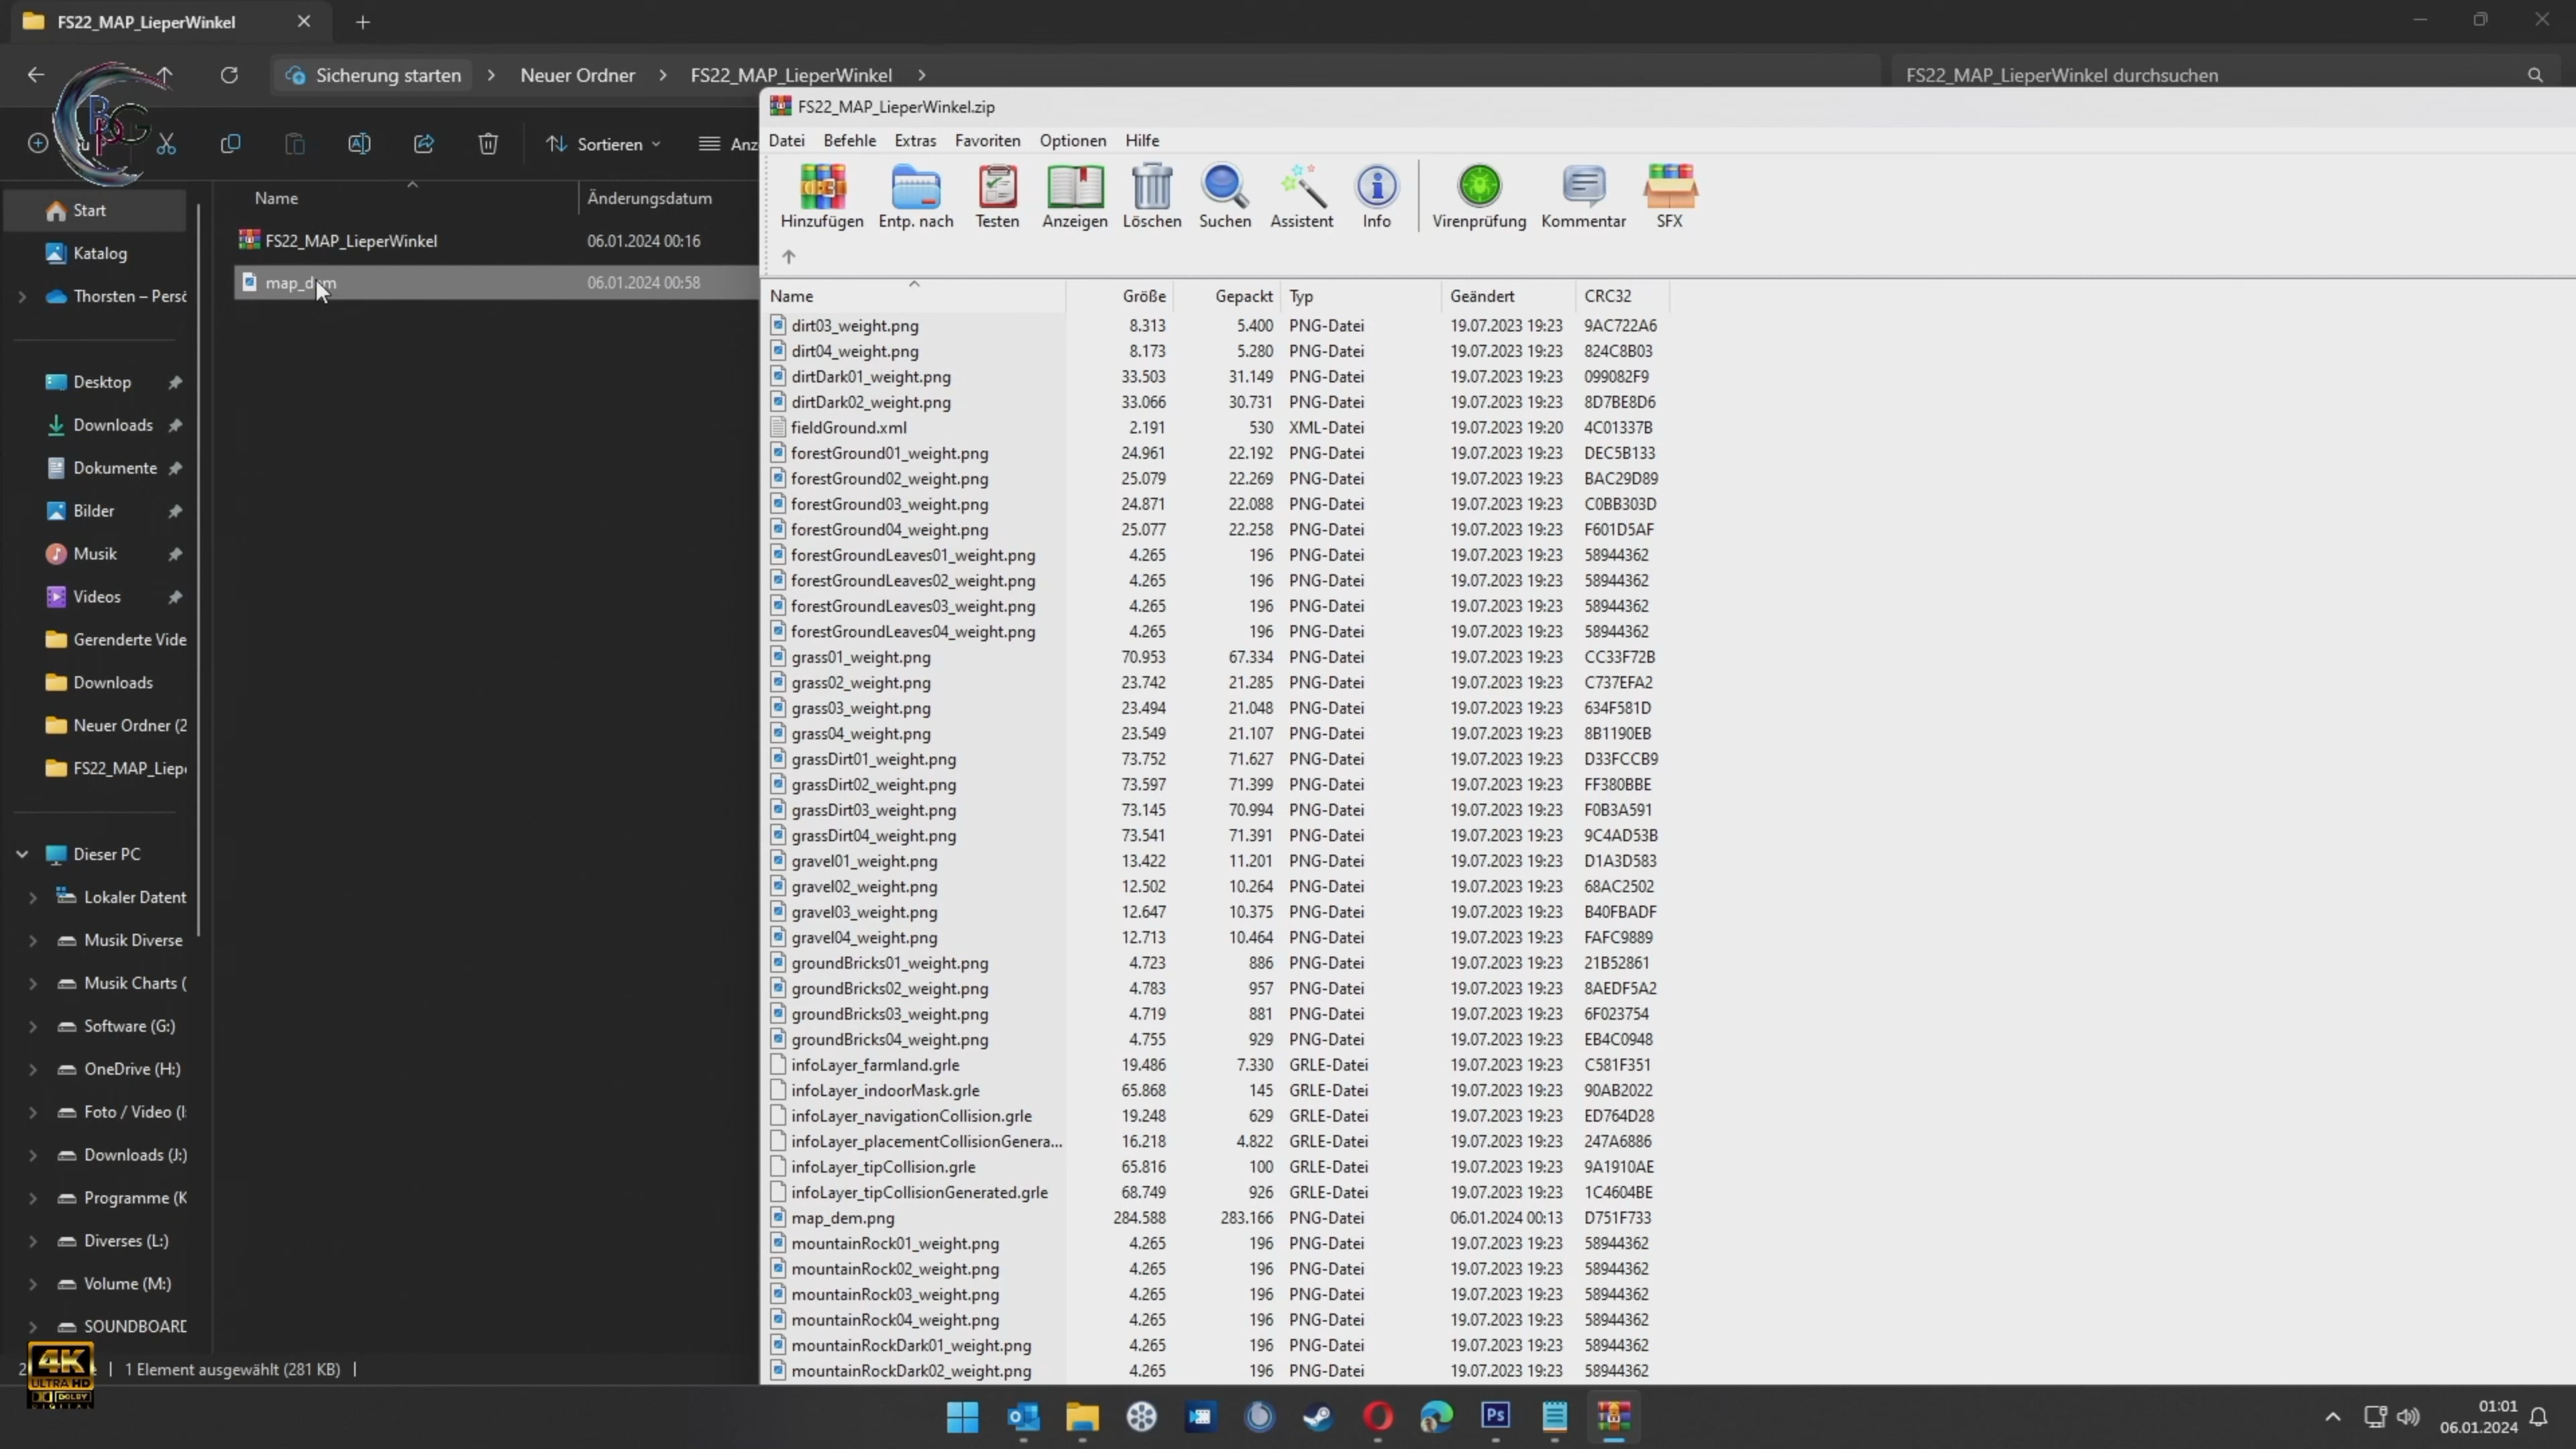 FS22_MAP_LieperWinkel
Sicherung starten > Neuer Ordner > FS22_MAP_LieperWinkel >
FS22_MAP_LieperWinkel durchsuchen
Sortieren
Anz
Start
Katalog
Thorsten – Persö
Desktop
Downloads
Dokumente
Bilder
Musik
Videos
Gerenderte Vide
Downloads
Neuer Ordner (2
FS22_MAP_Liepe
Dieser PC
Lokaler Datent
Musik Diverse
Musik Charts (
Software (G:)
OneDrive (H:)
Foto / Video (I:
Downloads (J:)
Programme (K
Diverses (L:)
Volume (M:)
SOUNDBOARD
Name Änderungsdatum
FS22_MAP_LieperWinkel 06.01.2024 00:16
map_dem 06.01.2024 00:58
1 Element ausgewählt (281 KB)
4K
ULTRA HD
DOLBY
DIGITAL
FS22_MAP_LieperWinkel.zip
Datei Befehle Extras Favoriten Optionen Hilfe
Hinzufügen Entp. nach Testen Anzeigen Löschen Suchen Assistent Info Virenprüfung Kommentar SFX
Name Größe Gepackt Typ Geändert CRC32
dirt03_weight.png 8.313 5.400 PNG-Datei 19.07.2023 19:23 9AC722A6
dirt04_weight.png 8.173 5.280 PNG-Datei 19.07.2023 19:23 824C8B03
dirtDark01_weight.png 33.503 31.149 PNG-Datei 19.07.2023 19:23 099082F9
dirtDark02_weight.png 33.066 30.731 PNG-Datei 19.07.2023 19:23 8D7BE8D6
fieldGround.xml 2.191 530 XML-Datei 19.07.2023 19:20 4C01337B
forestGround01_weight.png 24.961 22.192 PNG-Datei 19.07.2023 19:23 DEC5B133
forestGround02_weight.png 25.079 22.269 PNG-Datei 19.07.2023 19:23 BAC29D89
forestGround03_weight.png 24.871 22.088 PNG-Datei 19.07.2023 19:23 C0BB303D
forestGround04_weight.png 25.077 22.258 PNG-Datei 19.07.2023 19:23 F601D5AF
forestGroundLeaves01_weight.png 4.265 196 PNG-Datei 19.07.2023 19:23 58944362
forestGroundLeaves02_weight.png 4.265 196 PNG-Datei 19.07.2023 19:23 58944362
forestGroundLeaves03_weight.png 4.265 196 PNG-Datei 19.07.2023 19:23 58944362
forestGroundLeaves04_weight.png 4.265 196 PNG-Datei 19.07.2023 19:23 58944362
grass01_weight.png 70.953 67.334 PNG-Datei 19.07.2023 19:23 CC33F72B
grass02_weight.png 23.742 21.285 PNG-Datei 19.07.2023 19:23 C737EFA2
grass03_weight.png 23.494 21.048 PNG-Datei 19.07.2023 19:23 634F581D
grass04_weight.png 23.549 21.107 PNG-Datei 19.07.2023 19:23 8B1190EB
grassDirt01_weight.png 73.752 71.627 PNG-Datei 19.07.2023 19:23 D33FCCB9
grassDirt02_weight.png 73.597 71.399 PNG-Datei 19.07.2023 19:23 FF380BBE
grassDirt03_weight.png 73.145 70.994 PNG-Datei 19.07.2023 19:23 F0B3A591
grassDirt04_weight.png 73.541 71.391 PNG-Datei 19.07.2023 19:23 9C4AD53B
gravel01_weight.png 13.422 11.201 PNG-Datei 19.07.2023 19:23 D1A3D583
gravel02_weight.png 12.502 10.264 PNG-Datei 19.07.2023 19:23 68AC2502
gravel03_weight.png 12.647 10.375 PNG-Datei 19.07.2023 19:23 B40FBADF
gravel04_weight.png 12.713 10.464 PNG-Datei 19.07.2023 19:23 FAFC9889
groundBricks01_weight.png 4.723 886 PNG-Datei 19.07.2023 19:23 21B52861
groundBricks02_weight.png 4.783 957 PNG-Datei 19.07.2023 19:23 8AEDF5A2
groundBricks03_weight.png 4.719 881 PNG-Datei 19.07.2023 19:23 6F023754
groundBricks04_weight.png 4.755 929 PNG-Datei 19.07.2023 19:23 EB4C0948
infoLayer_farmland.grle 19.486 7.330 GRLE-Datei 19.07.2023 19:23 C581F351
infoLayer_indoorMask.grle 65.868 145 GRLE-Datei 19.07.2023 19:23 90AB2022
infoLayer_navigationCollision.grle 19.248 629 GRLE-Datei 19.07.2023 19:23 ED764D28
infoLayer_placementCollisionGenera... 16.218 4.822 GRLE-Datei 19.07.2023 19:23 247A6886
infoLayer_tipCollision.grle 65.816 100 GRLE-Datei 19.07.2023 19:23 9A1910AE
infoLayer_tipCollisionGenerated.grle 68.749 926 GRLE-Datei 19.07.2023 19:23 1C4604BE
map_dem.png 284.588 283.166 PNG-Datei 06.01.2024 00:13 D751F733
mountainRock01_weight.png 4.265 196 PNG-Datei 19.07.2023 19:23 58944362
mountainRock02_weight.png 4.265 196 PNG-Datei 19.07.2023 19:23 58944362
mountainRock03_weight.png 4.265 196 PNG-Datei 19.07.2023 19:23 58944362
mountainRock04_weight.png 4.265 196 PNG-Datei 19.07.2023 19:23 58944362
mountainRockDark01_weight.png 4.265 196 PNG-Datei 19.07.2023 19:23 58944362
mountainRockDark02_weight.png 4.265 196 PNG-Datei 19.07.2023 19:23 58944362
Ps
01:01
06.01.2024